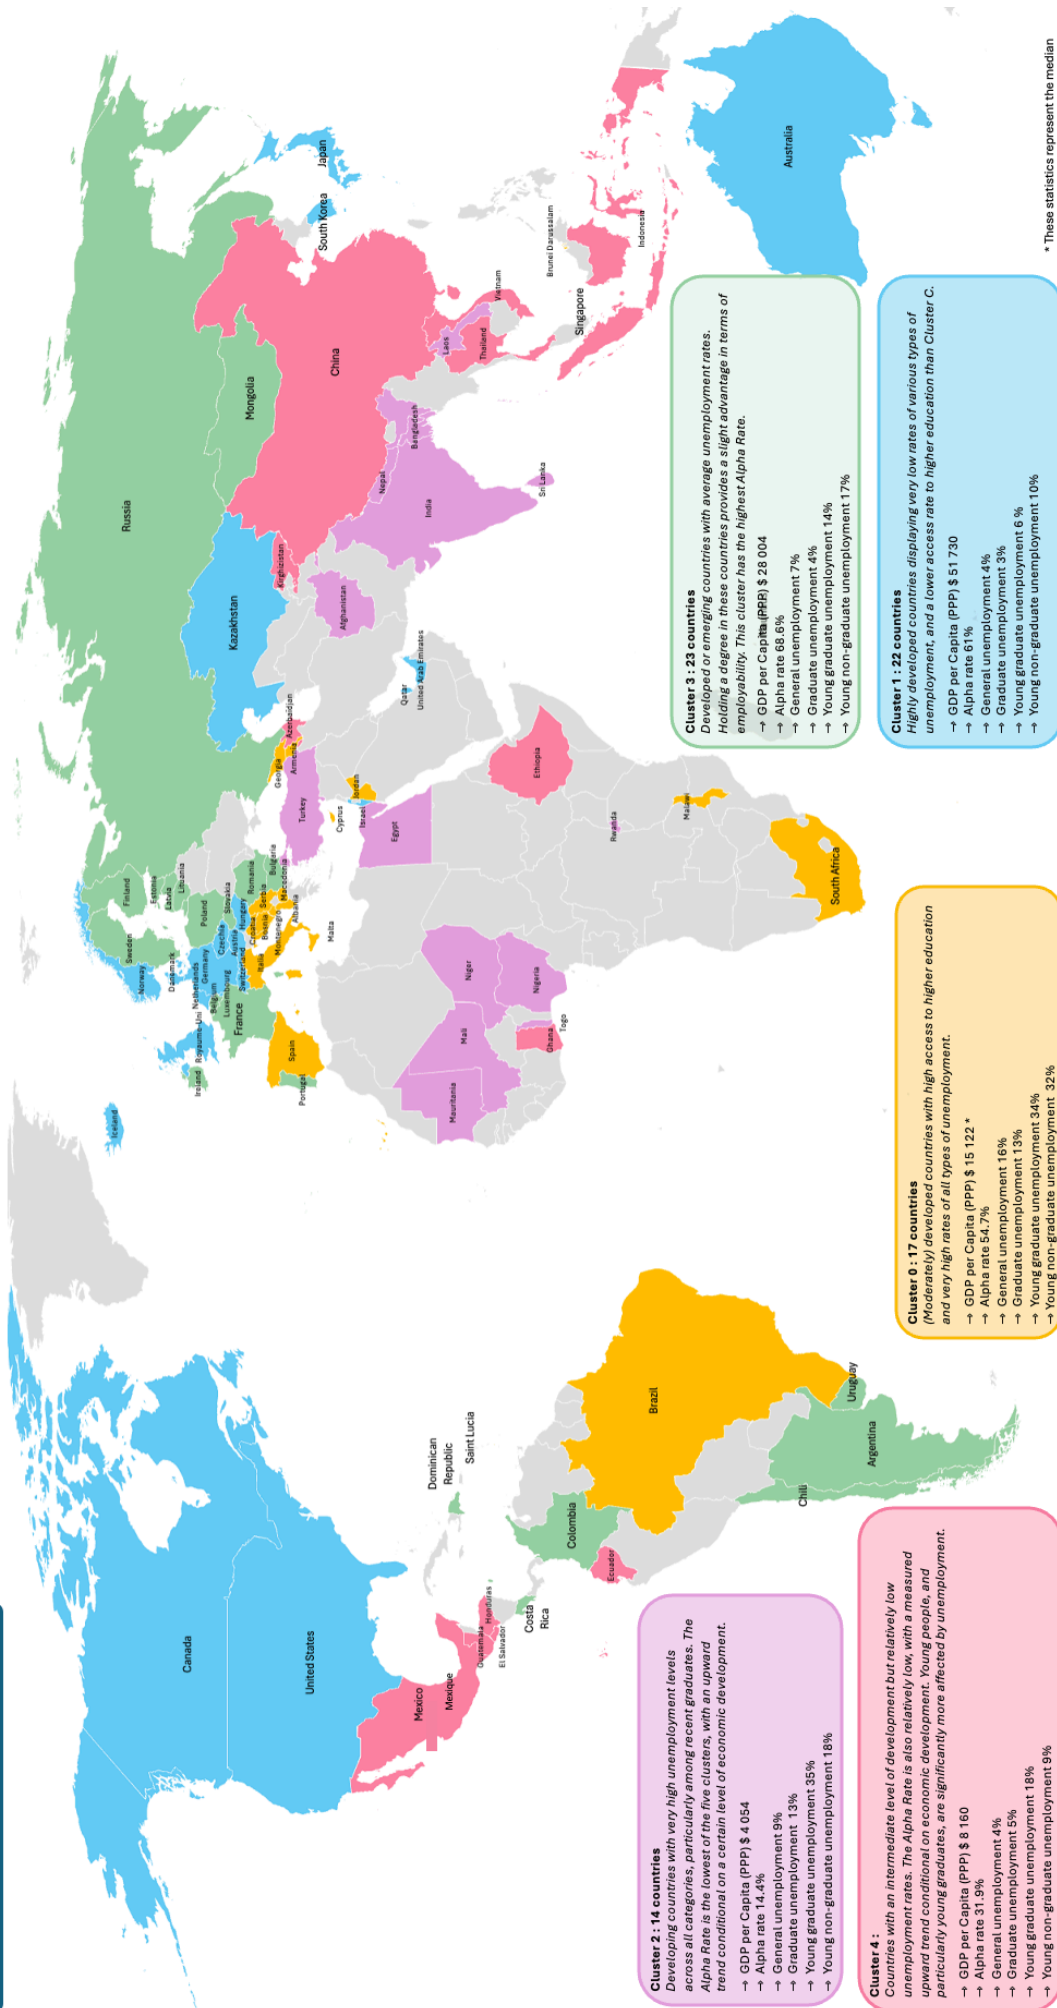 Canada
United States
Mexico
Mexique
Guatemala
Honduras
El Salvador
Costa
Rica
Dominican
Republic
Saint Lucia
Colombia
Ecuador
Brazil
Chili
Argentina
Uruguay
Iceland
Norway
Sweden
Finland
Estonia
Latvia
Lithuania
Danemark
Ireland
Royaume-Uni
Netherlands
Belgium
Luxembourg
Germany
Poland
Czechia
Slovakia
Austria
Hungary
Switzerland
France
Portugal
Spain
Italie
Croatia
Bosnia
Serbia
Montenegro
Romania
Bulgaria
Macedonia
Albania
Malta
Cyprus
Turkey
Georgia
Armenia
Azerbaidjan
Israel
Jordan
Egypt
Qatar
United Arab Emirates
Russia
Kazakhstan
Kirghizistan
Afghanistan
Mongolia
China
South Korea
Japan
Nepal
India
Bangladesh
Sri Lanka
Laos
Thailand
Vietnam
Brunei Darussalam
Singapore
Indonesia
Australia
Mauritania
Mali
Niger
Nigeria
Ghana
Togo
Ethiopia
Rwanda
Malawi
South Africa
Cluster 2 : 14 countries
Developing countries with very high unemployment levels
across all categories, particularly among recent graduates. The
Alpha Rate is the lowest of the five clusters, with an upward
trend conditional on a certain level of economic development.
→ GDP per Capita (PPP) $ 4 054
→ Alpha rate 14.4%
→ General unemployment 9%
→ Graduate unemployment 13%
→ Young graduate unemployment 35%
→ Young non-graduate unemployment 18%
Cluster 4 :
Countries with an intermediate level of development but relatively low
unemployment rates. The Alpha Rate is also relatively low, with a measured
upward trend conditional on economic development. Young people, and
particularly young graduates, are significantly more affected by unemployment.
→ GDP per Capita (PPP) $ 8 160
→ Alpha rate 31.9%
→ General unemployment 4%
→ Graduate unemployment 5%
→ Young graduate unemployment 18%
→ Young non-graduate unemployment 9%
Cluster 0 : 17 countries
(Moderately) developed countries with high access to higher education
and very high rates of all types of unemployment.
→ GDP per Capita (PPP) $ 15 122 *
→ Alpha rate 54.7%
→ General unemployment 16%
→ Graduate unemployment 13%
→ Young graduate unemployment 34%
→ Young non-graduate unemployment 32%
Cluster 3 : 23 countries
Developed or emerging countries with average unemployment rates.
Holding a degree in these countries provides a slight advantage in terms of
employability. This cluster has the highest Alpha Rate.
→ GDP per Capita (PPP) $ 28 004
→ Alpha rate 68.6%
→ General unemployment 7%
→ Graduate unemployment 4%
→ Young graduate unemployment 14%
→ Young non-graduate unemployment 17%
Cluster 1 : 22 countries
Highly developed countries displaying very low rates of various types of
unemployment, and a lower access rate to higher education than Cluster C.
→ GDP per Capita (PPP) $ 51 730
→ Alpha rate 61%
→ General unemployment 4%
→ Graduate unemployment 3%
→ Young graduate unemployment 6 %
→ Young non-graduate unemployment 10%
* These statistics represent the median